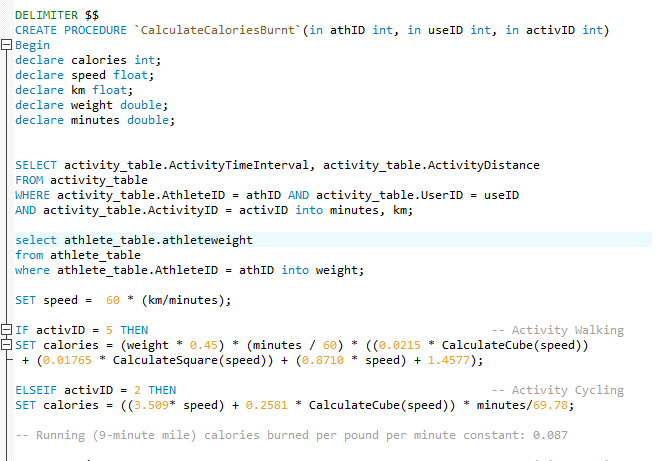 DELIMITER $$
CREATE PROCEDURE `CalculateCaloriesBurnt`(in athID int, in useID int, in activID int)
Begin
declare calories int;
declare speed float;
declare km float;
declare weight double;
declare minutes double;
SELECT activity_table.ActivityTimeInterval, activity_table.ActivityDistance
FROM activity_table
WHERE activity_table.AthleteID = athID AND activity_table.UserID = useID
AND activity_table.ActivityID = activID into minutes, km;
select athlete_table.athleteweight
from athlete_table
where athlete_table.AthleteID = athID into weight;
SET speed =  60 * (km/minutes);
IF activID = 5 THEN -- Activity Walking
SET calories = (weight * 0.45) * (minutes / 60) * ((0.0215 * CalculateCube(speed))
+ (0.01765 * CalculateSquare(speed)) + (0.8710 * speed) + 1.4577);
ELSEIF activID = 2 THEN -- Activity Cycling
SET calories = ((3.509* speed) + 0.2581 * CalculateCube(speed)) * minutes/69.78;
-- Running (9-minute mile) calories burned per pound per minute constant: 0.087